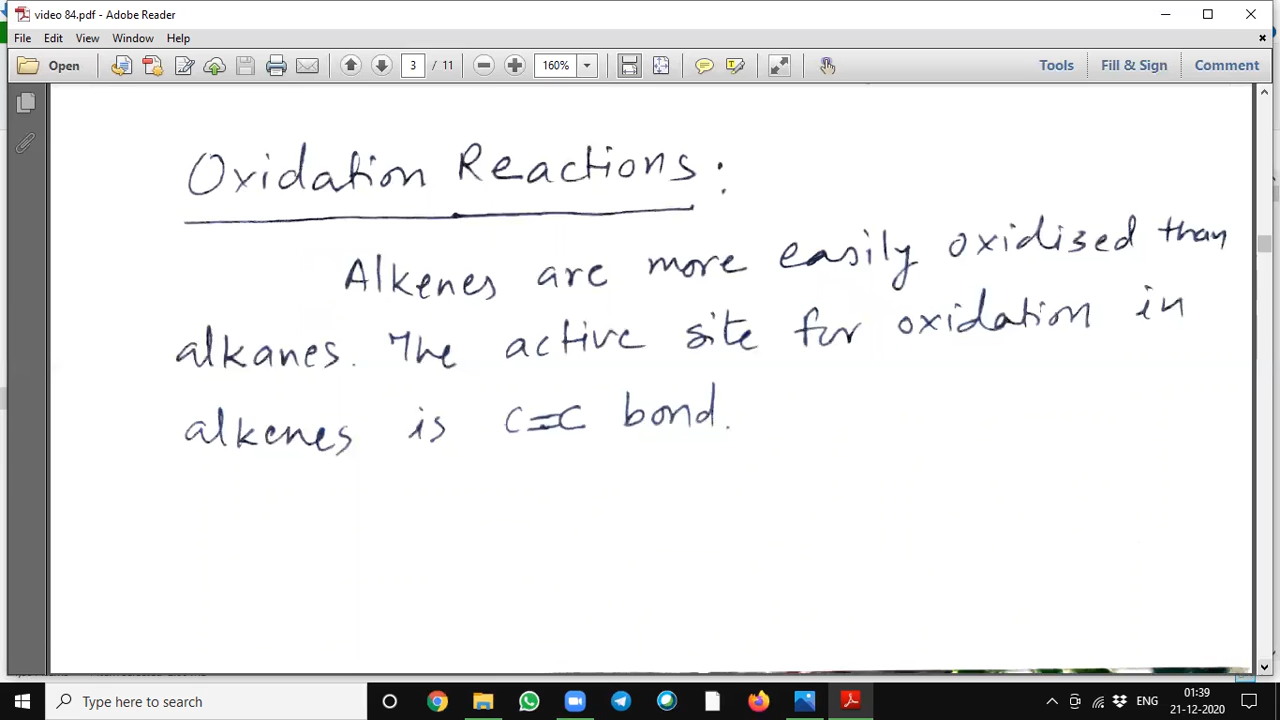 video 84.pdf - Adobe Reader
File Edit View Window Help
Open 3 / 11 160% Tools Fill & Sign Comment
Oxidation Reactions:
Alkenes are more easily oxidised than
alkanes. The active site for oxidation in
alkenes is C=C bond.
Type here to search
ENG
01:39
21-12-2020